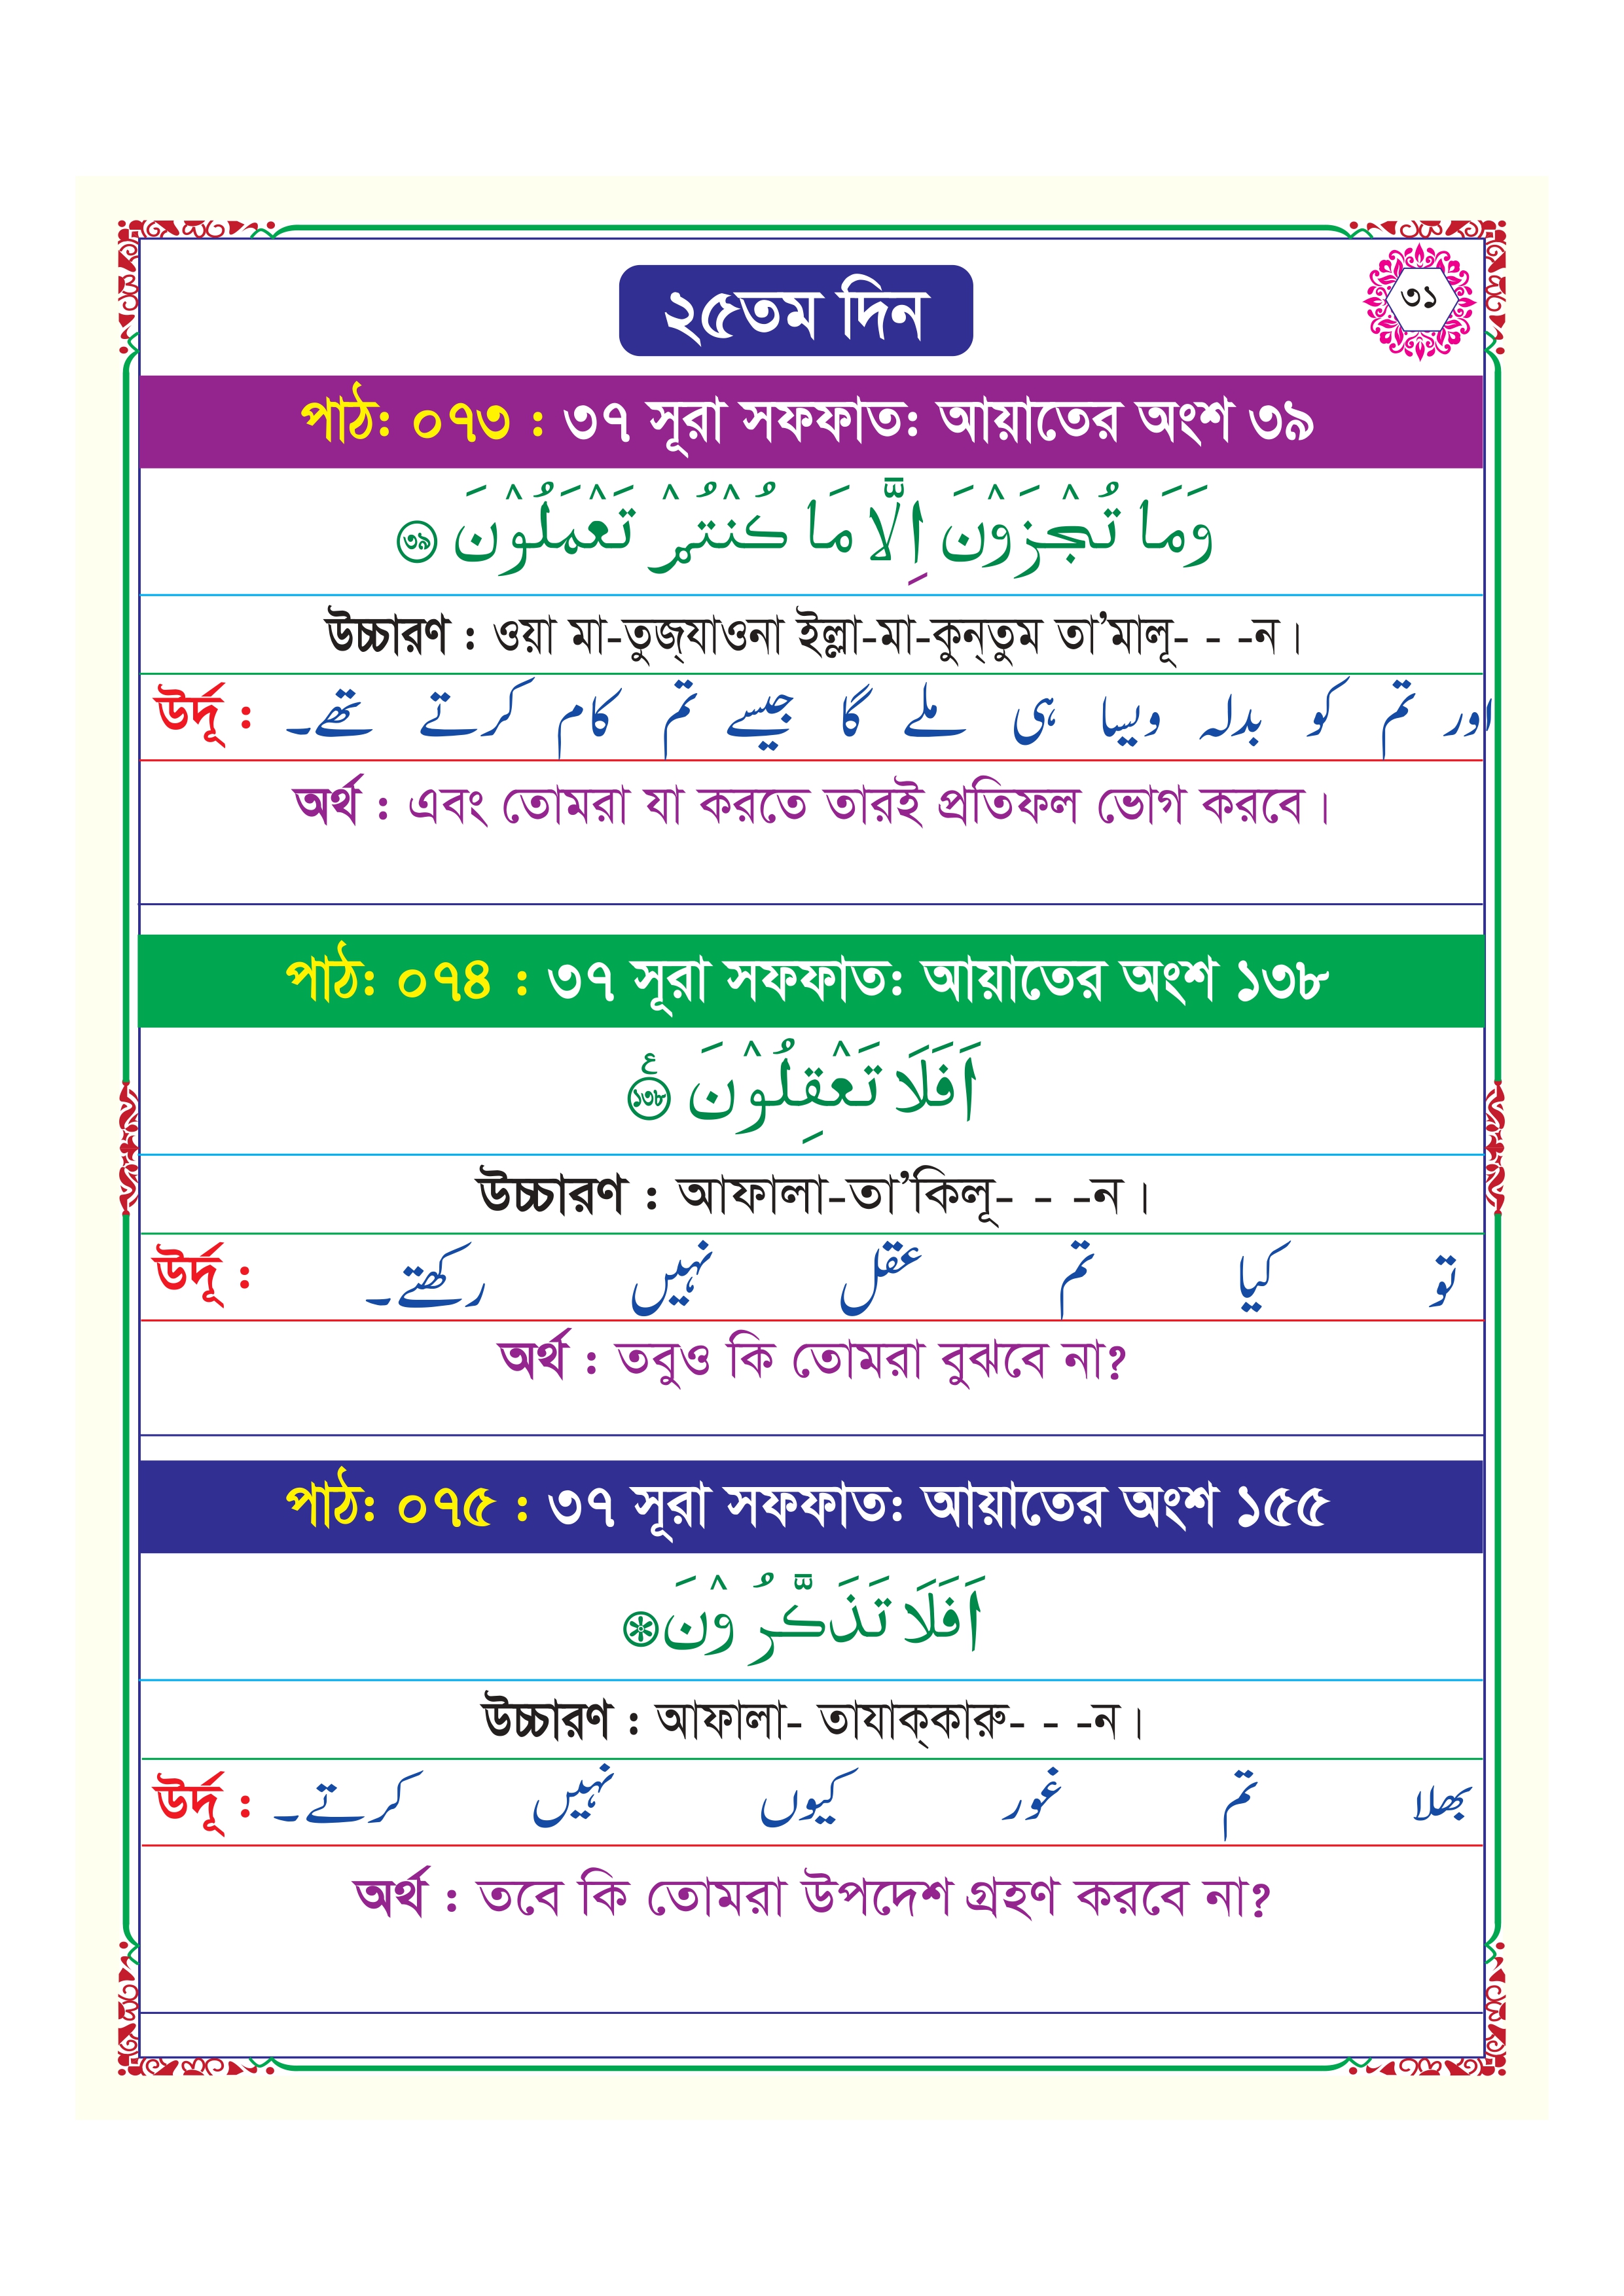 ২৫তম দিন
৩১
পাঠ: ০৭৩ : ৩৭ সূরা সফফাত: আয়াতের অংশ ৩৯
وَمَا تُجْزَوْنَ اِلَّا مَا كُنْتُمْ تَعْمَلُوْنَ ৩৯
উচ্চারণ : ওয়া মা-তুজ্‌যাওনা ইল্লা-মা-কুন্‌তুম তা’মালূ- - -ন।
উর্দূ : اور تم کو بدلہ ویسا ہی ملے گا جیسے تم کام کرتے تھے۔
অর্থ : এবং তোমরা যা করতে তারই প্রতিফল ভোগ করবে।
পাঠ: ০৭৪ : ৩৭ সূরা সফফাত: আয়াতের অংশ ১৩৮
اَفَلَا تَعْقِلُوْنَ ১৩৮ ع
উচ্চারণ : আফালা-তা’কিলূ- - -ন।
উর্দূ : تو کیا تم عقل نہیں رکھتے۔
অর্থ : তবুও কি তোমরা বুঝবে না?
পাঠ: ০৭৫ : ৩৭ সূরা সফফাত: আয়াতের অংশ ১৫৫
اَفَلَا تَذَكَّرُوْنَ
উচ্চারণ : আফালা- তাযাক্‌কারু- - -ন।
উর্দূ : بھلا تم غور کیوں نہیں کرتے۔
অর্থ : তবে কি তোমরা উপদেশ গ্রহণ করবে না?